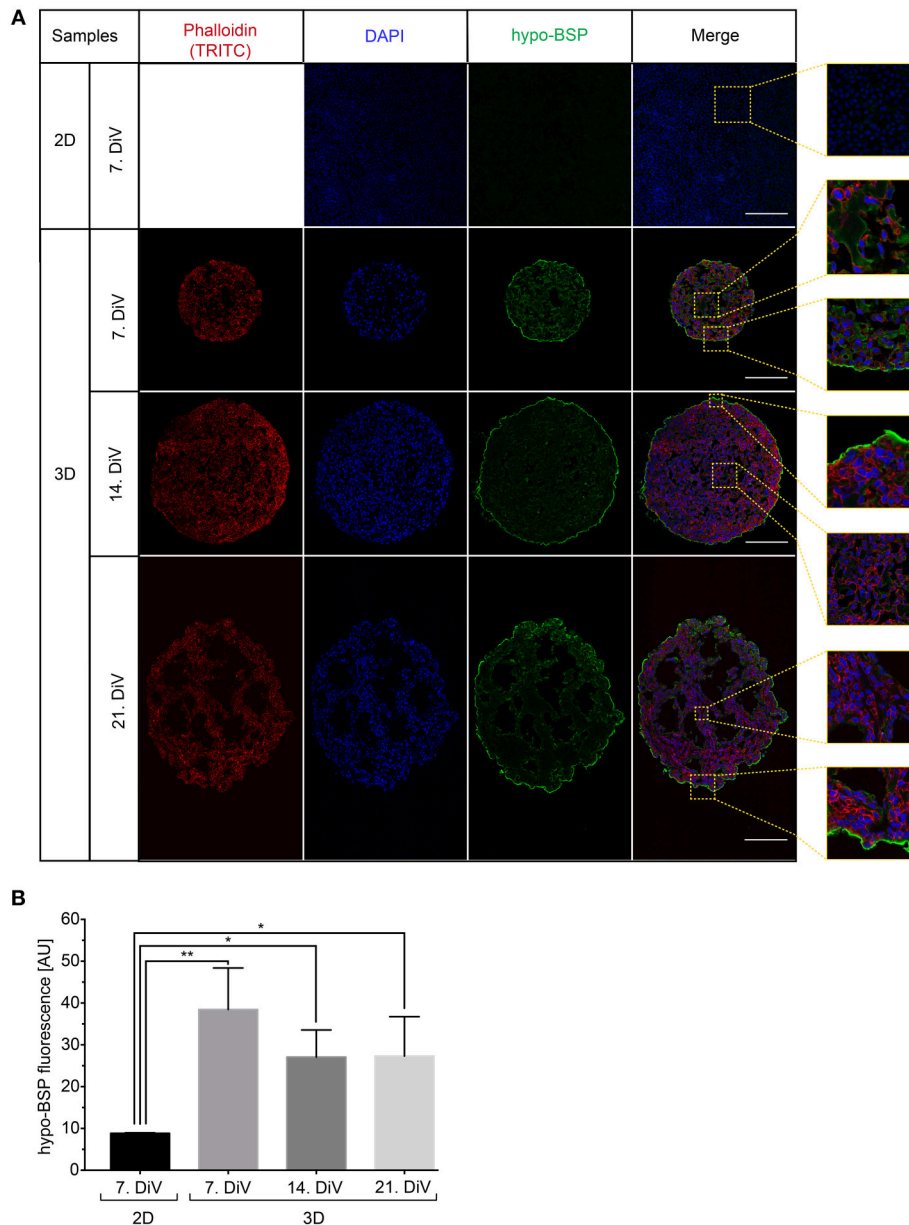 A
Samples
Phalloidin
(TRITC)
DAPI
hypo-BSP
Merge
2D
7. DiV
3D
7. DiV
14. DiV
21. DiV
B
hypo-BSP fluorescence [AU]
60
50
40
30
20
10
0
*
*
**
7. DiV
7. DiV
14. DiV
21. DiV
2D
3D